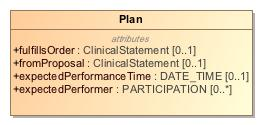 Plan
attributes
+fulfillsOrder : ClinicalStatement [0..1]
+fromProposal : ClinicalStatement [0..1]
+expectedPerformanceTime : DATE_TIME [0..1]
+expectedPerformer : PARTICIPATION [0..*]